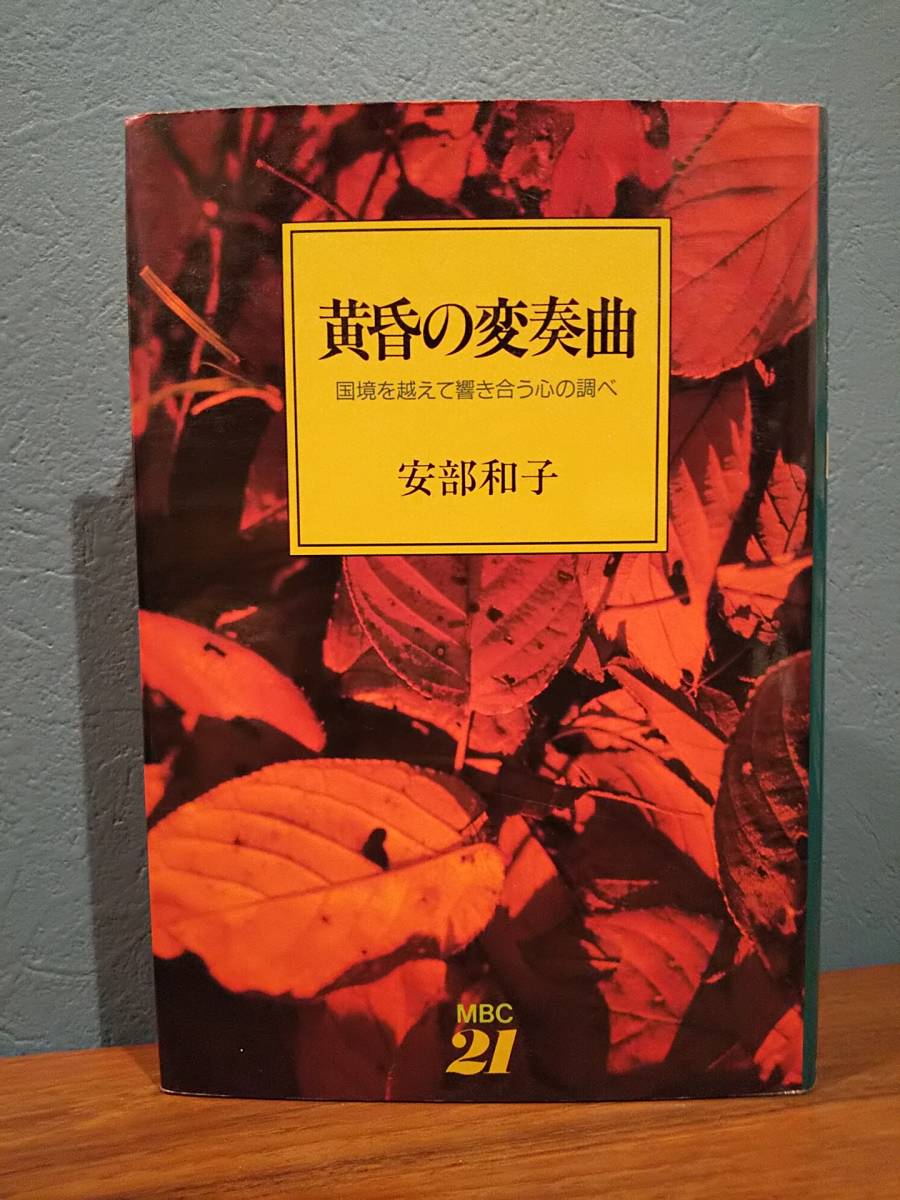 黄昏の変奏曲
国境を越えて響き合う心の調べ
安部和子
MBC
21